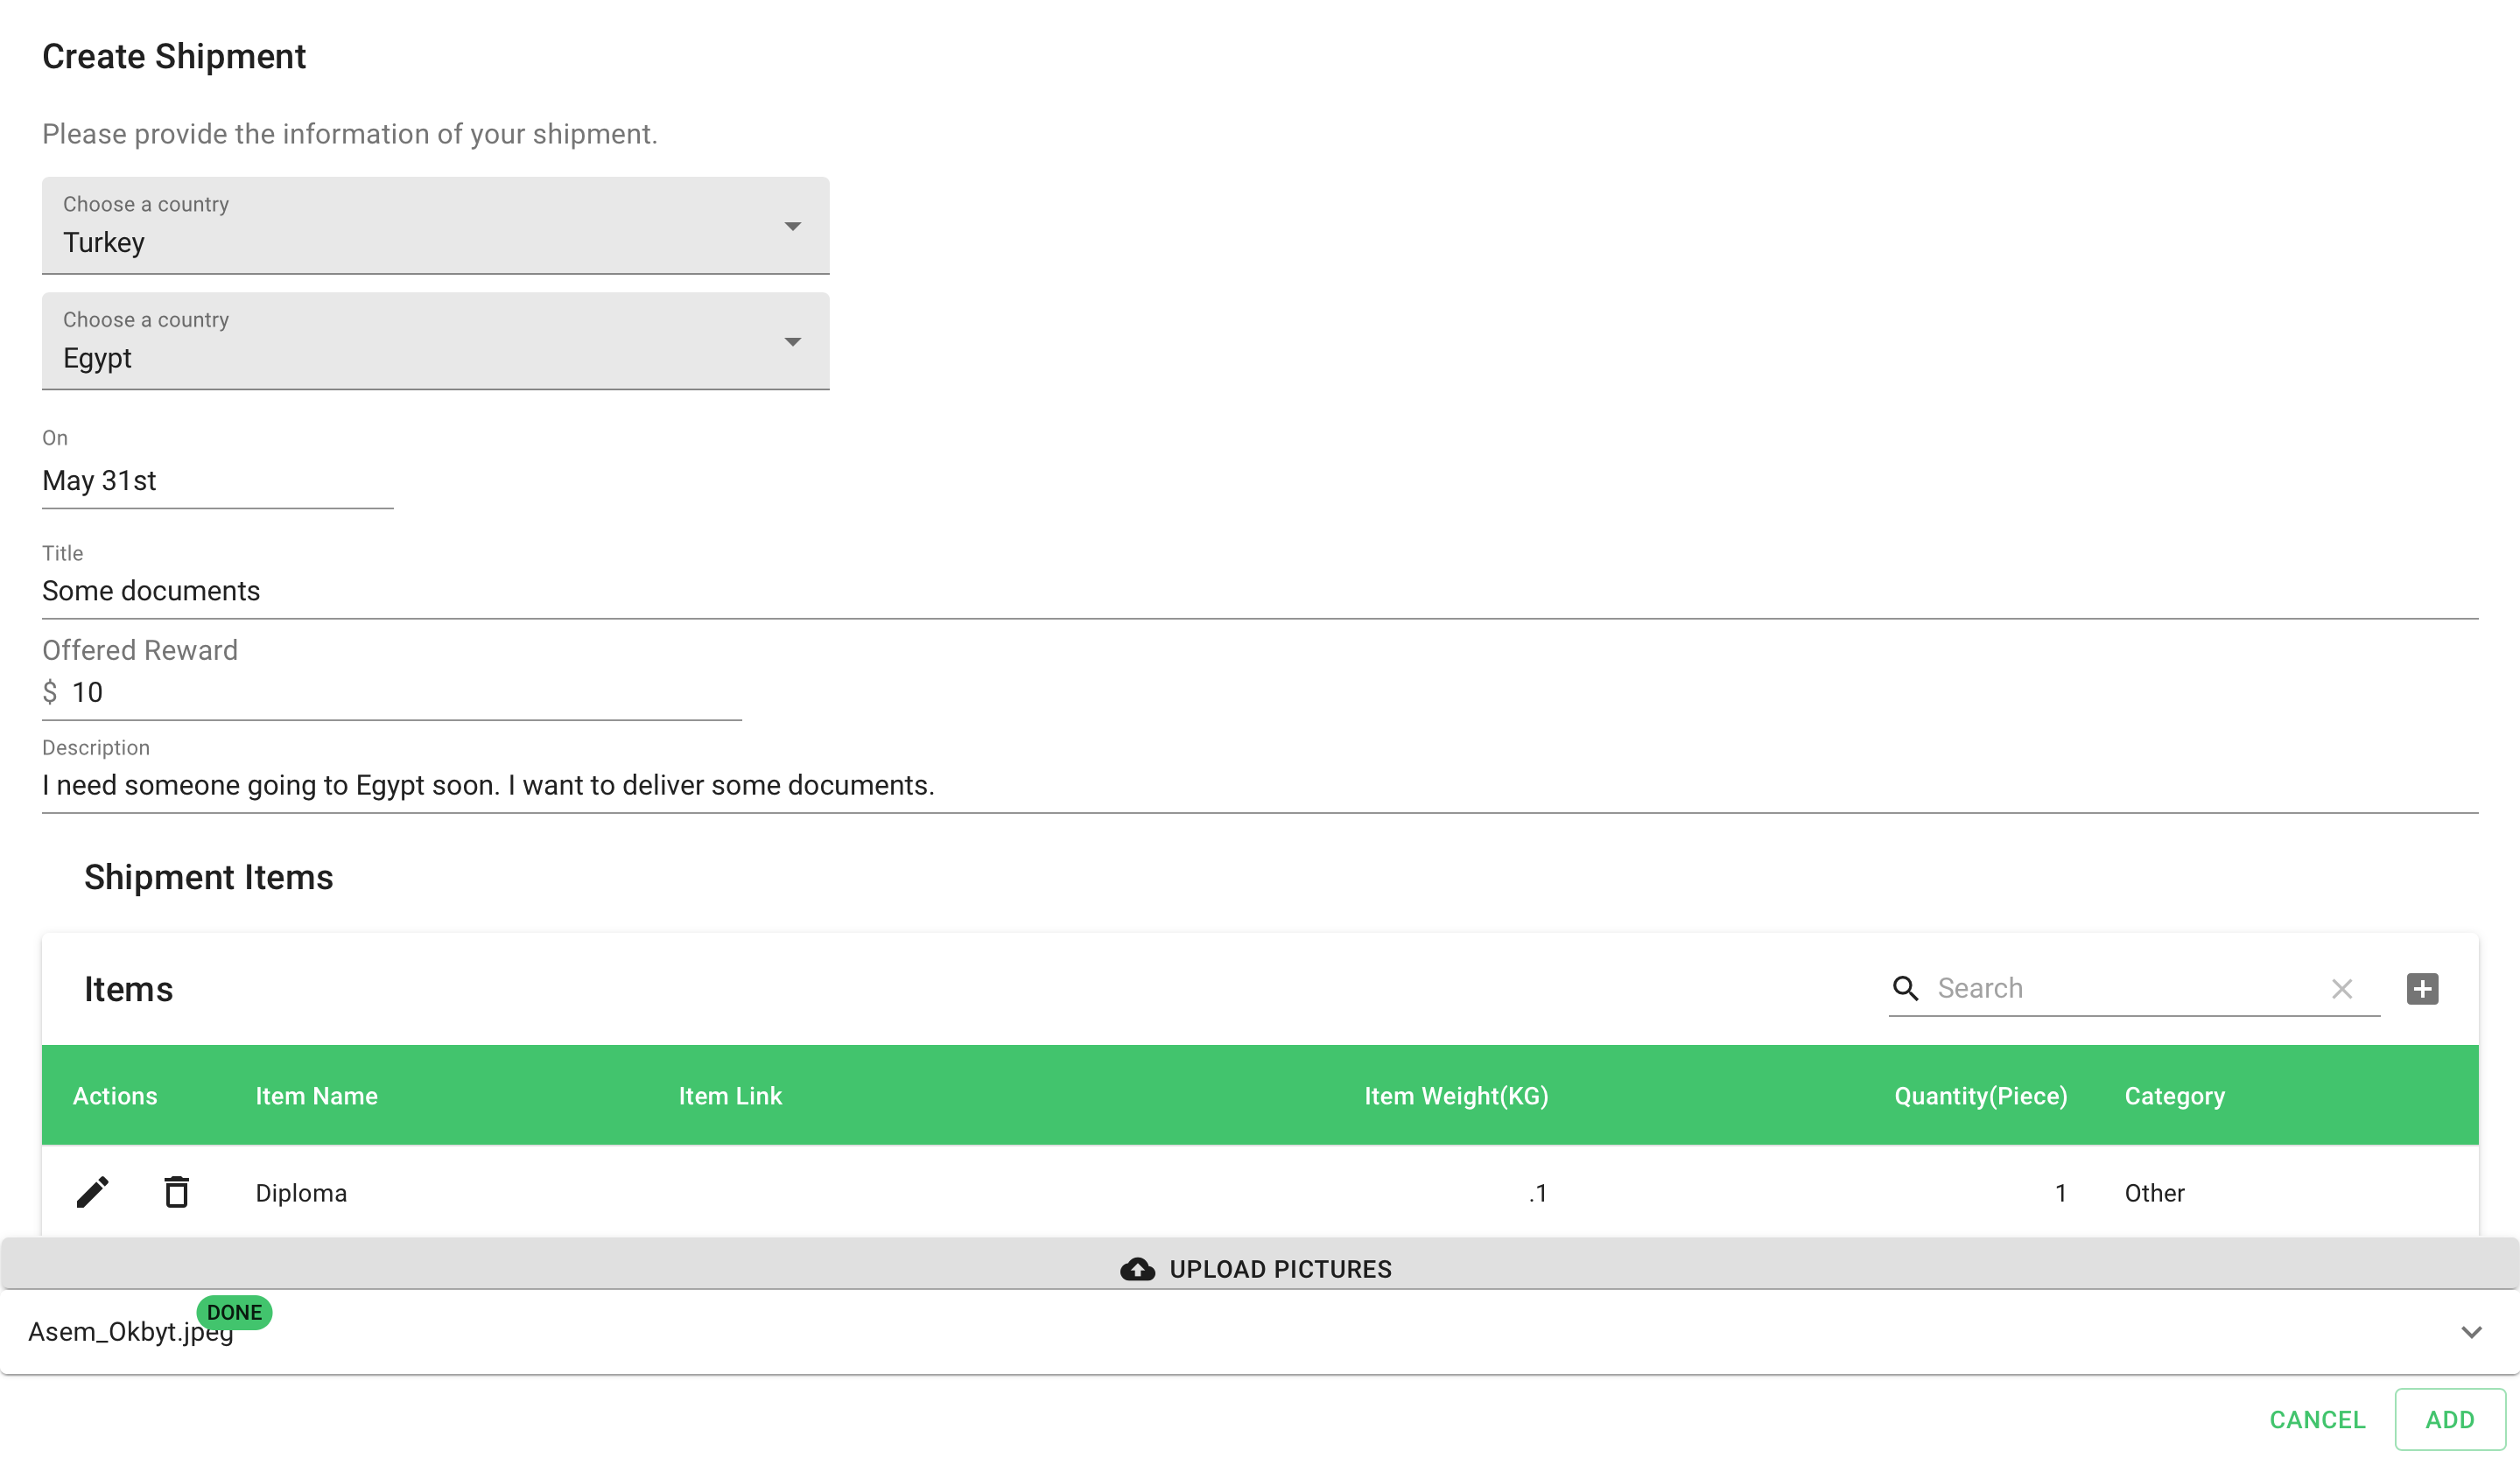 Create Shipment
Please provide the information of your shipment.
Choose a country
Turkey
Choose a country
Egypt
On
May 31st
Title
Some documents
Offered Reward
$ 10
Description
I need someone going to Egypt soon. I want to deliver some documents.
Shipment Items
Items
Search
Actions Item Name Item Link Item Weight(KG) Quantity(Piece) Category
Diploma .1 1 Other
UPLOAD PICTURES
DONE
Asem_Okbyt.jpeg
CANCEL ADD